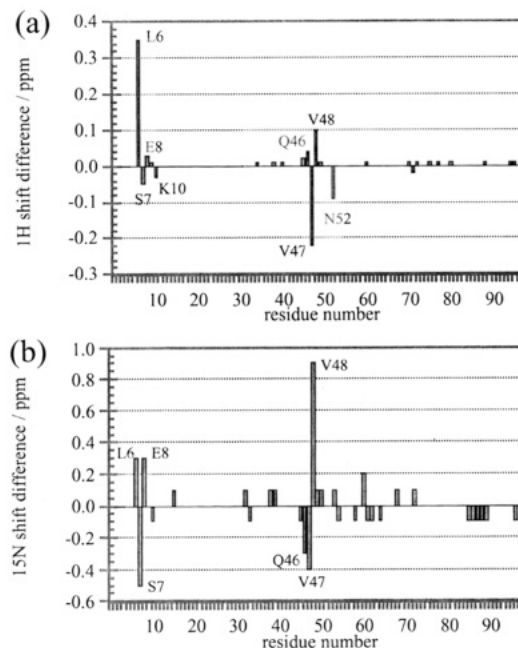 (a)
0.4
L6
0.3
1H shift difference / ppm
0.2
V48
0.1
E8
Q46
0.0
K10
S7
-0.1
N52
-0.2
V47
-0.3
10 20 30 40 50 60 70 80 90
residue number
(b)
1.0
V48
0.8
15N shift difference / ppm
0.6
0.4
L6 E8
0.2
0.0
-0.2
Q46
-0.4
V47
S7
-0.6
10 20 30 40 50 60 70 80 90
residue number